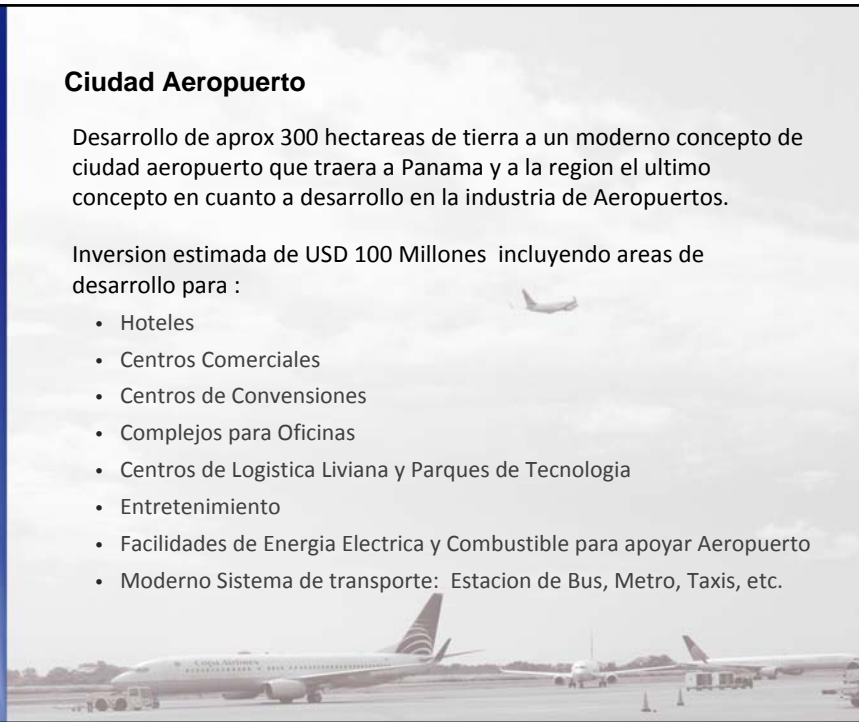 Ciudad Aeropuerto
Desarrollo de aprox 300 hectareas de tierra a un moderno concepto de
ciudad aeropuerto que traera a Panama y a la region el ultimo
concepto en cuanto a desarrollo en la industria de Aeropuertos.
Inversion estimada de USD 100 Millones incluyendo areas de
desarrollo para :
• Hoteles
• Centros Comerciales
• Centros de Convensiones
• Complejos para Oficinas
• Centros de Logistica Liviana y Parques de Tecnologia
• Entretenimiento
• Facilidades de Energia Electrica y Combustible para apoyar Aeropuerto
• Moderno Sistema de transporte: Estacion de Bus, Metro, Taxis, etc.
Copa Airlines